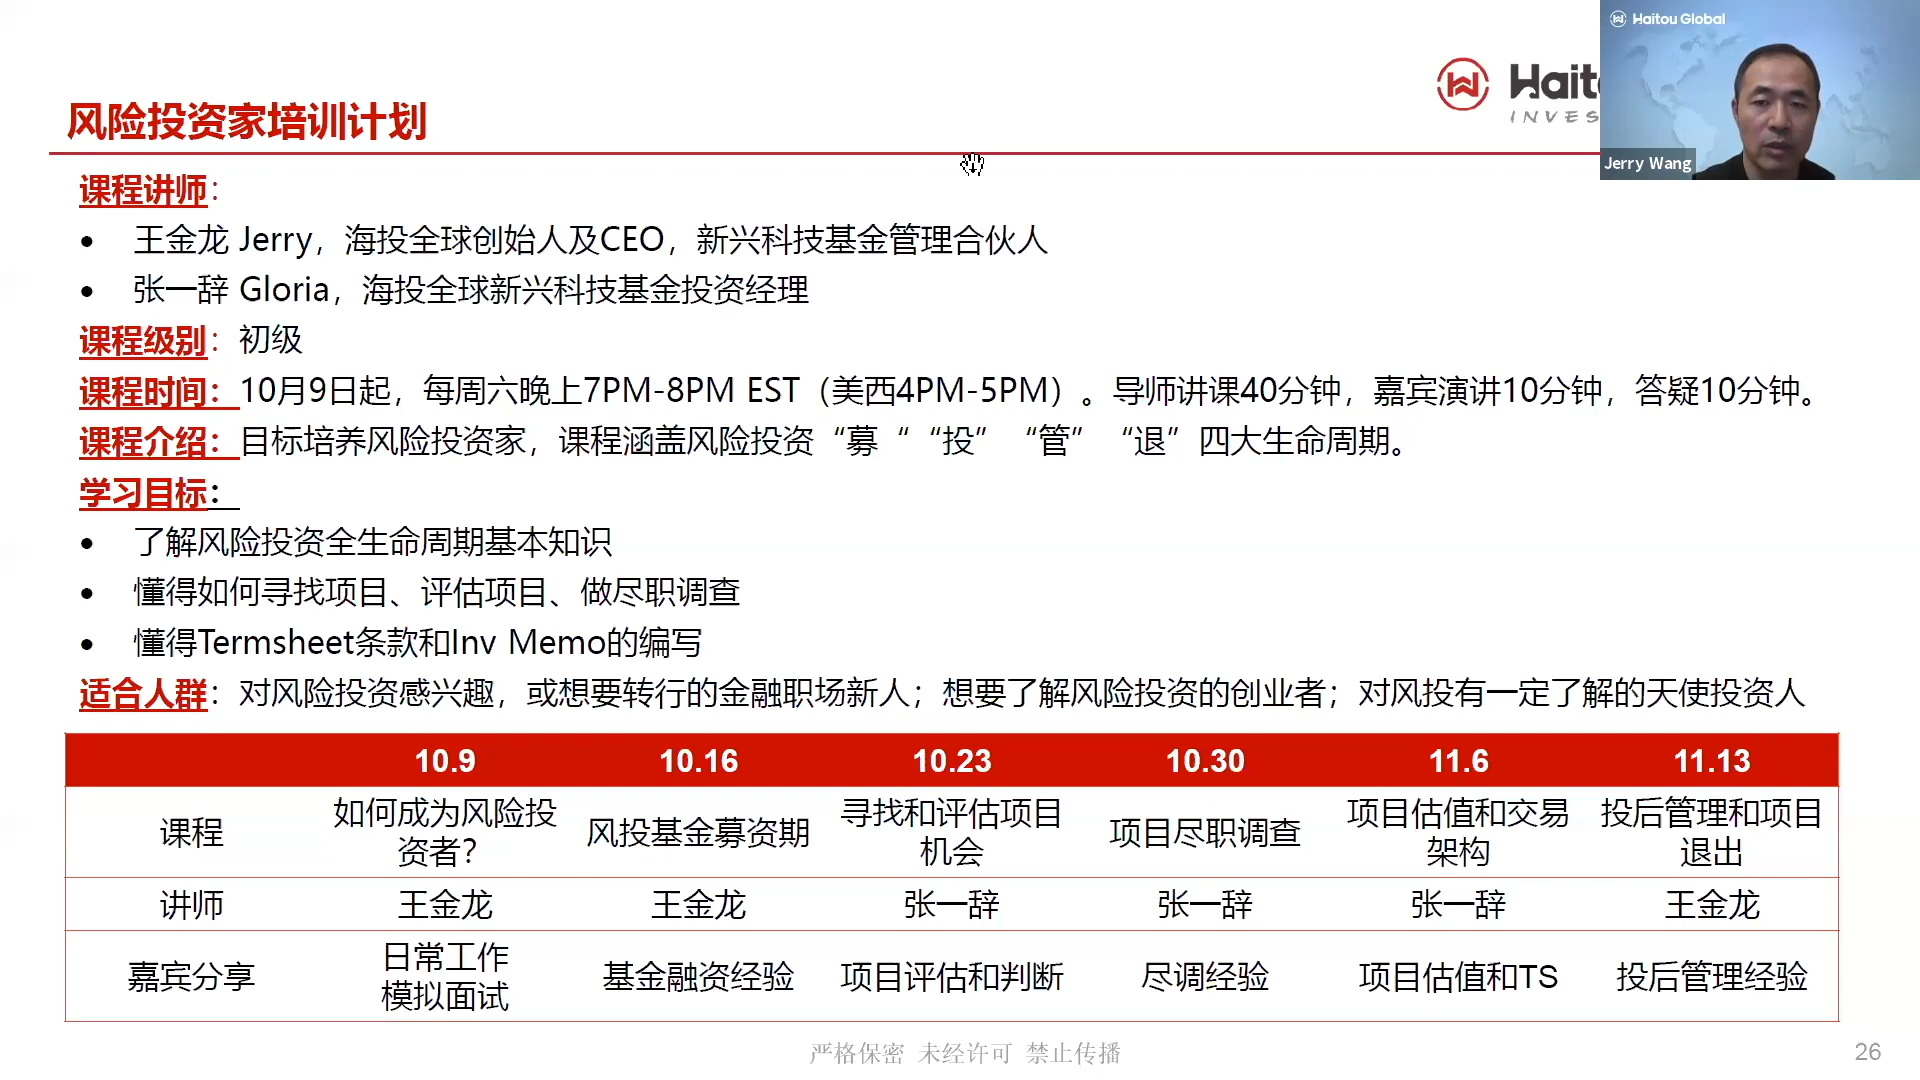 Haitou Global
Hait
INVES
Jerry Wang
风险投资家培训计划
课程讲师：
• 王金龙 Jerry，海投全球创始人及CEO，新兴科技基金管理合伙人
• 张一辞 Gloria，海投全球新兴科技基金投资经理
课程级别：初级
课程时间：10月9日起，每周六晚上7PM-8PM EST（美西4PM-5PM）。导师讲课40分钟，嘉宾演讲10分钟，答疑10分钟。
课程介绍：目标培养风险投资家，课程涵盖风险投资“募“ “投” “管” “退”四大生命周期。
学习目标：
• 了解风险投资全生命周期基本知识
• 懂得如何寻找项目、评估项目、做尽职调查
• 懂得Termsheet条款和Inv Memo的编写
适合人群：对风险投资感兴趣，或想要转行的金融职场新人；想要了解风险投资的创业者；对风投有一定了解的天使投资人
10.9 10.16 10.23 10.30 11.6 11.13
课程 如何成为风险投资者？ 风投基金募资期 寻找和评估项目机会 项目尽职调查 项目估值和交易架构 投后管理和项目退出
讲师 王金龙 王金龙 张一辞 张一辞 张一辞 王金龙
嘉宾分享 日常工作模拟面试 基金融资经验 项目评估和判断 尽调经验 项目估值和TS 投后管理经验
严格保密 未经许可 禁止传播
26